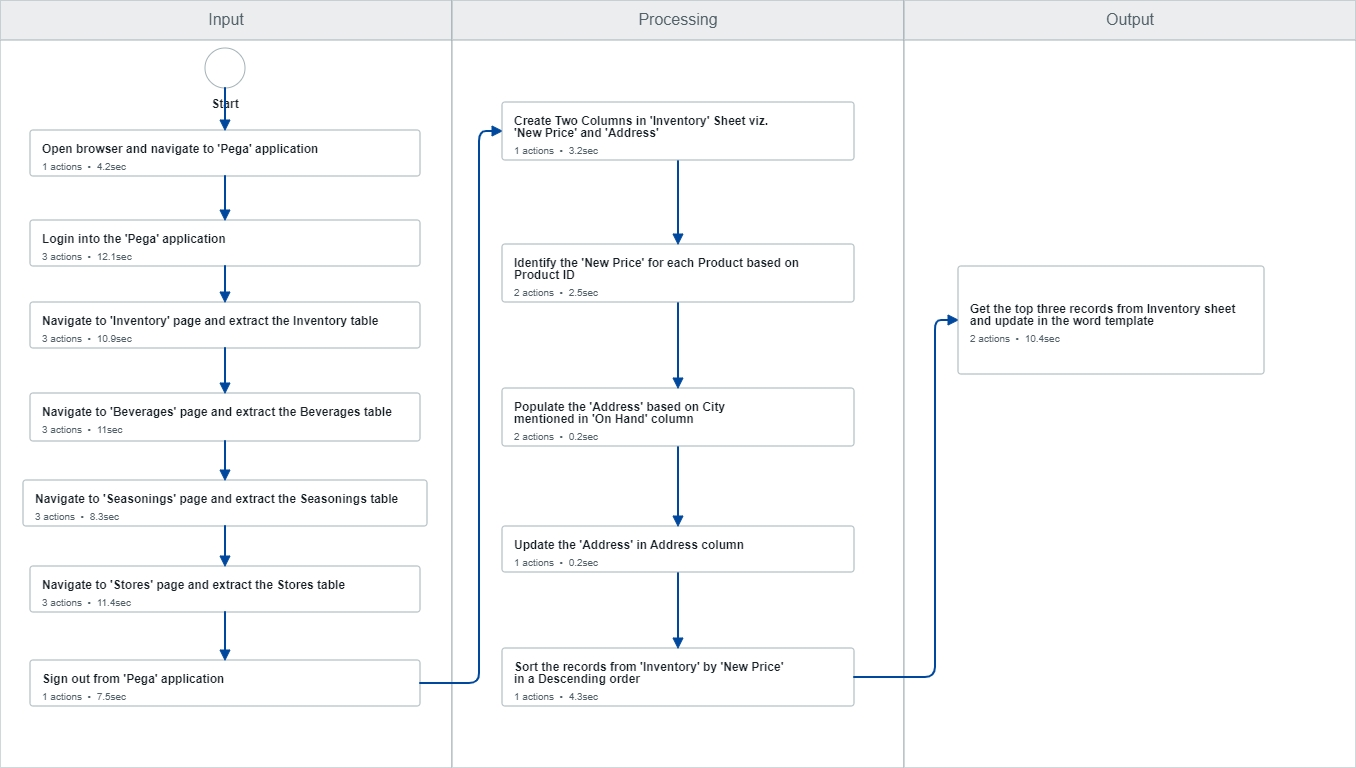 Input
Processing
Output
Start
Open browser and navigate to 'Pega' application
1 actions • 4.2sec
Login into the 'Pega' application
3 actions • 12.1sec
Navigate to 'Inventory' page and extract the Inventory table
3 actions • 10.9sec
Navigate to 'Beverages' page and extract the Beverages table
3 actions • 11sec
Navigate to 'Seasonings' page and extract the Seasonings table
3 actions • 8.3sec
Navigate to 'Stores' page and extract the Stores table
3 actions • 11.4sec
Sign out from 'Pega' application
1 actions • 7.5sec
Create Two Columns in 'Inventory' Sheet viz.
'New Price' and 'Address'
1 actions • 3.2sec
Identify the 'New Price' for each Product based on
Product ID
2 actions • 2.5sec
Populate the 'Address' based on City
mentioned in 'On Hand' column
2 actions • 0.2sec
Update the 'Address' in Address column
1 actions • 0.2sec
Sort the records from 'Inventory' by 'New Price'
in a Descending order
1 actions • 4.3sec
Get the top three records from Inventory sheet
and update in the word template
2 actions • 10.4sec